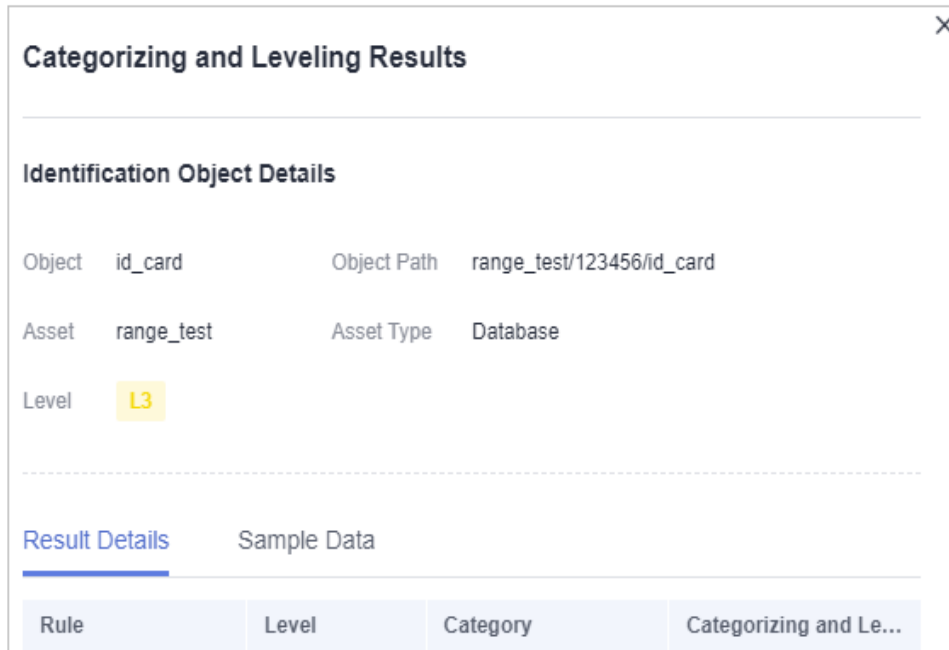 Categorizing and Leveling Results
Identification Object Details
Object id_card Object Path range_test/123456/id_card
Asset range_test Asset Type Database
Level L3
Result Details Sample Data
Rule Level Category Categorizing and Le...